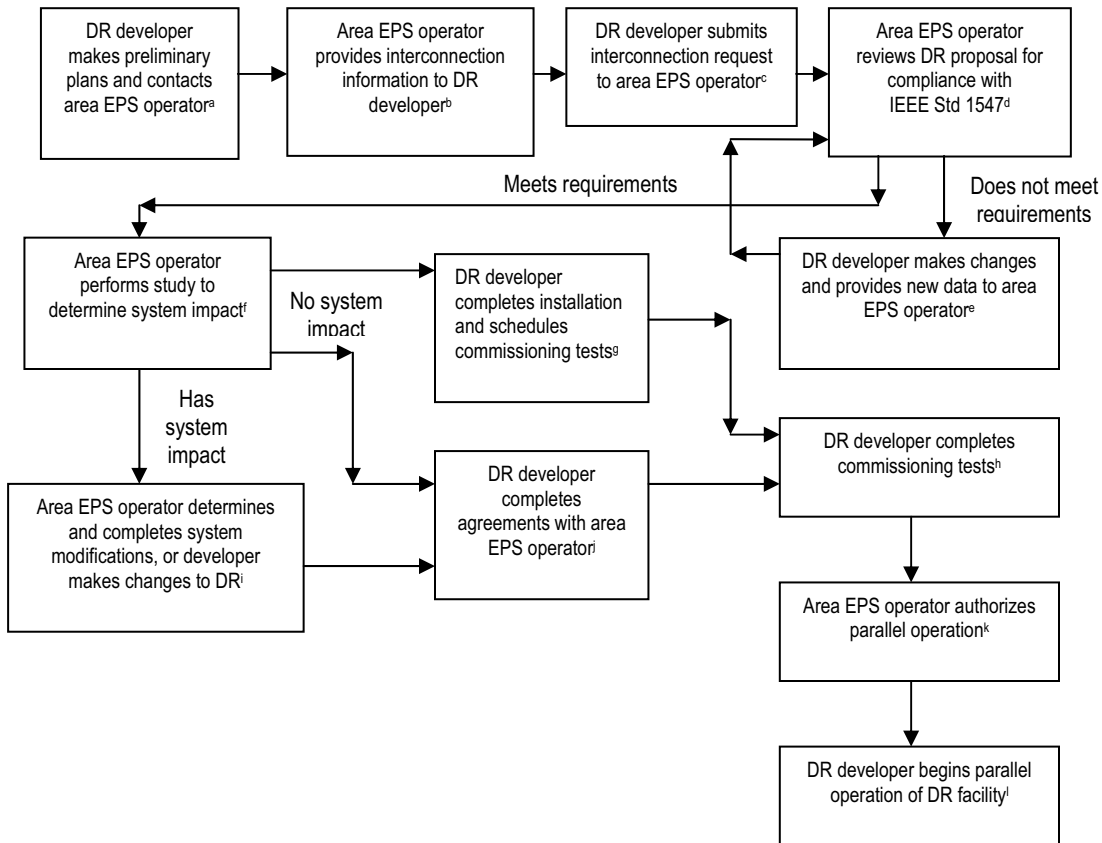 DR developer
makes preliminary
plans and contacts
area EPS operatorᵃ
Area EPS operator
provides interconnection
information to DR
developerᵇ
DR developer submits
interconnection request
to area EPS operatorᶜ
Area EPS operator
reviews DR proposal for
compliance with
IEEE Std 1547ᵈ
Meets requirements
Does not meet
requirements
Area EPS operator
performs study to
determine system impactᶠ
No system
impact
DR developer
completes installation
and schedules
commissioning testsᵍ
DR developer makes changes
and provides new data to area
EPS operatorᵉ
Has
system
impact
DR developer completes
commissioning testsʰ
Area EPS operator determines
and completes system
modifications, or developer
makes changes to DRⁱ
DR developer
completes
agreements with area
EPS operatorʲ
Area EPS operator authorizes
parallel operationᵏ
DR developer begins parallel
operation of DR facilityˡ